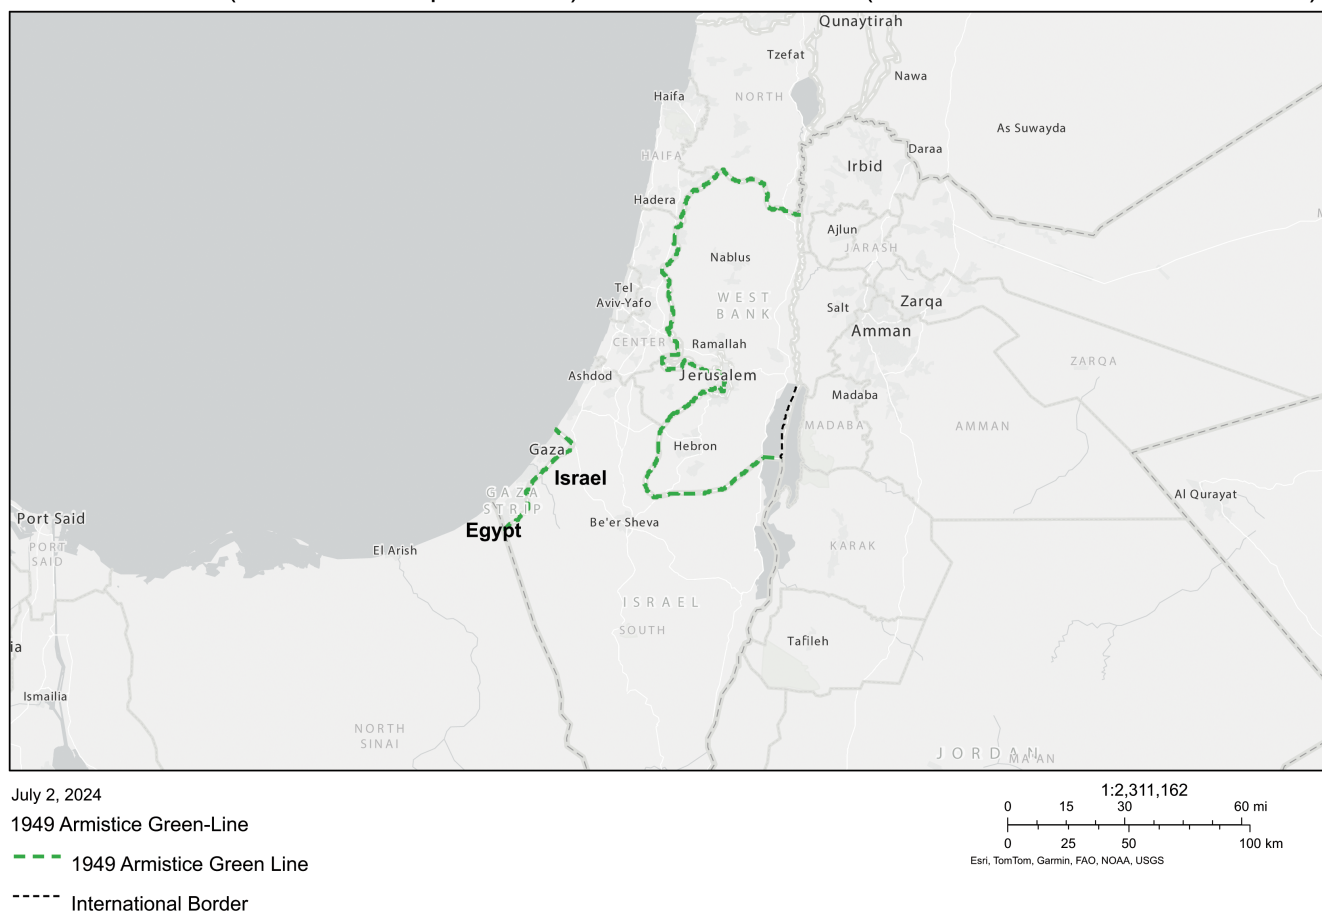 Qunaytirah
Tzefat
Nawa
Haifa
NORTH
As Suwayda
Daraa
HAIFA
Irbid
Hadera
Ajlun
JARASH
Nablus
Tel
Aviv-Yafo
WEST
BANK
Salt
Zarqa
Amman
CENTER
Ramallah
ZARQA
Ashdod
Jerusalem
Madaba
MADABA
AMMAN
Gaza
Hebron
Israel
GAZA
STRIP
Al Qurayat
Port Said
Be'er Sheva
Egypt
PORT
SAID
El Arish
KARAK
ISRAEL
SOUTH
Tafileh
ia
Ismailia
NORTH
SINAI
JORDAN
MA'AN
July 2, 2024
1949 Armistice Green-Line
1949 Armistice Green Line
International Border
1:2,311,162
0 15 30 60 mi
0 25 50 100 km
Esri, TomTom, Garmin, FAO, NOAA, USGS